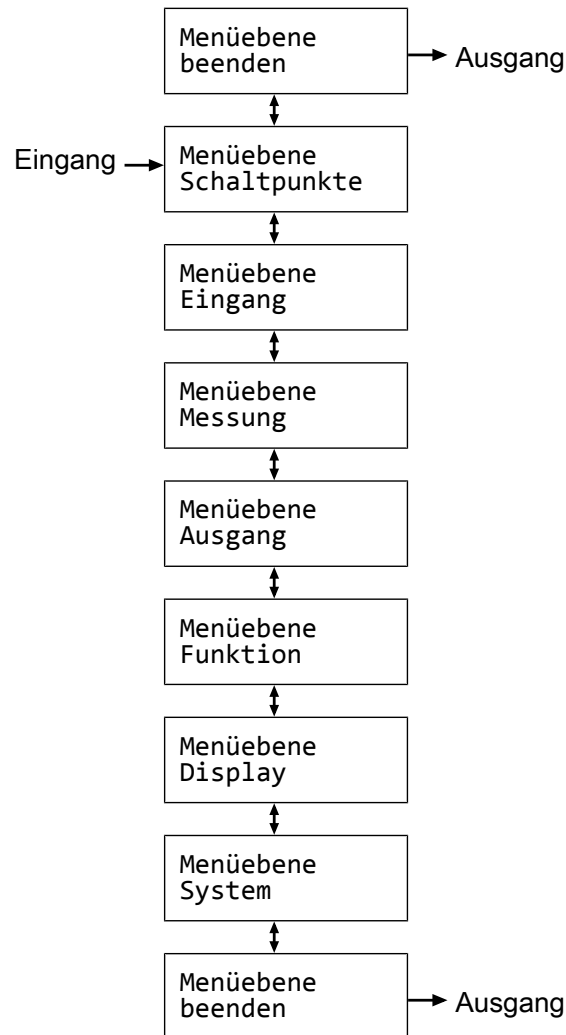 Menüebene
beenden
Ausgang
Eingang
Menüebene
Schaltpunkte
Menüebene
Eingang
Menüebene
Messung
Menüebene
Ausgang
Menüebene
Funktion
Menüebene
Display
Menüebene
System
Menüebene
beenden
Ausgang